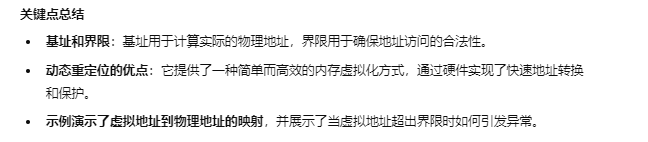 关键点总结
• 基址和界限：基址用于计算实际的物理地址，界限用于确保地址访问的合法性。
• 动态重定位的优点：它提供了一种简单而高效的内存虚拟化方式，通过硬件实现了快速地址转换
和保护。
• 示例演示了虚拟地址到物理地址的映射，并展示了当虚拟地址超出界限时如何引发异常。